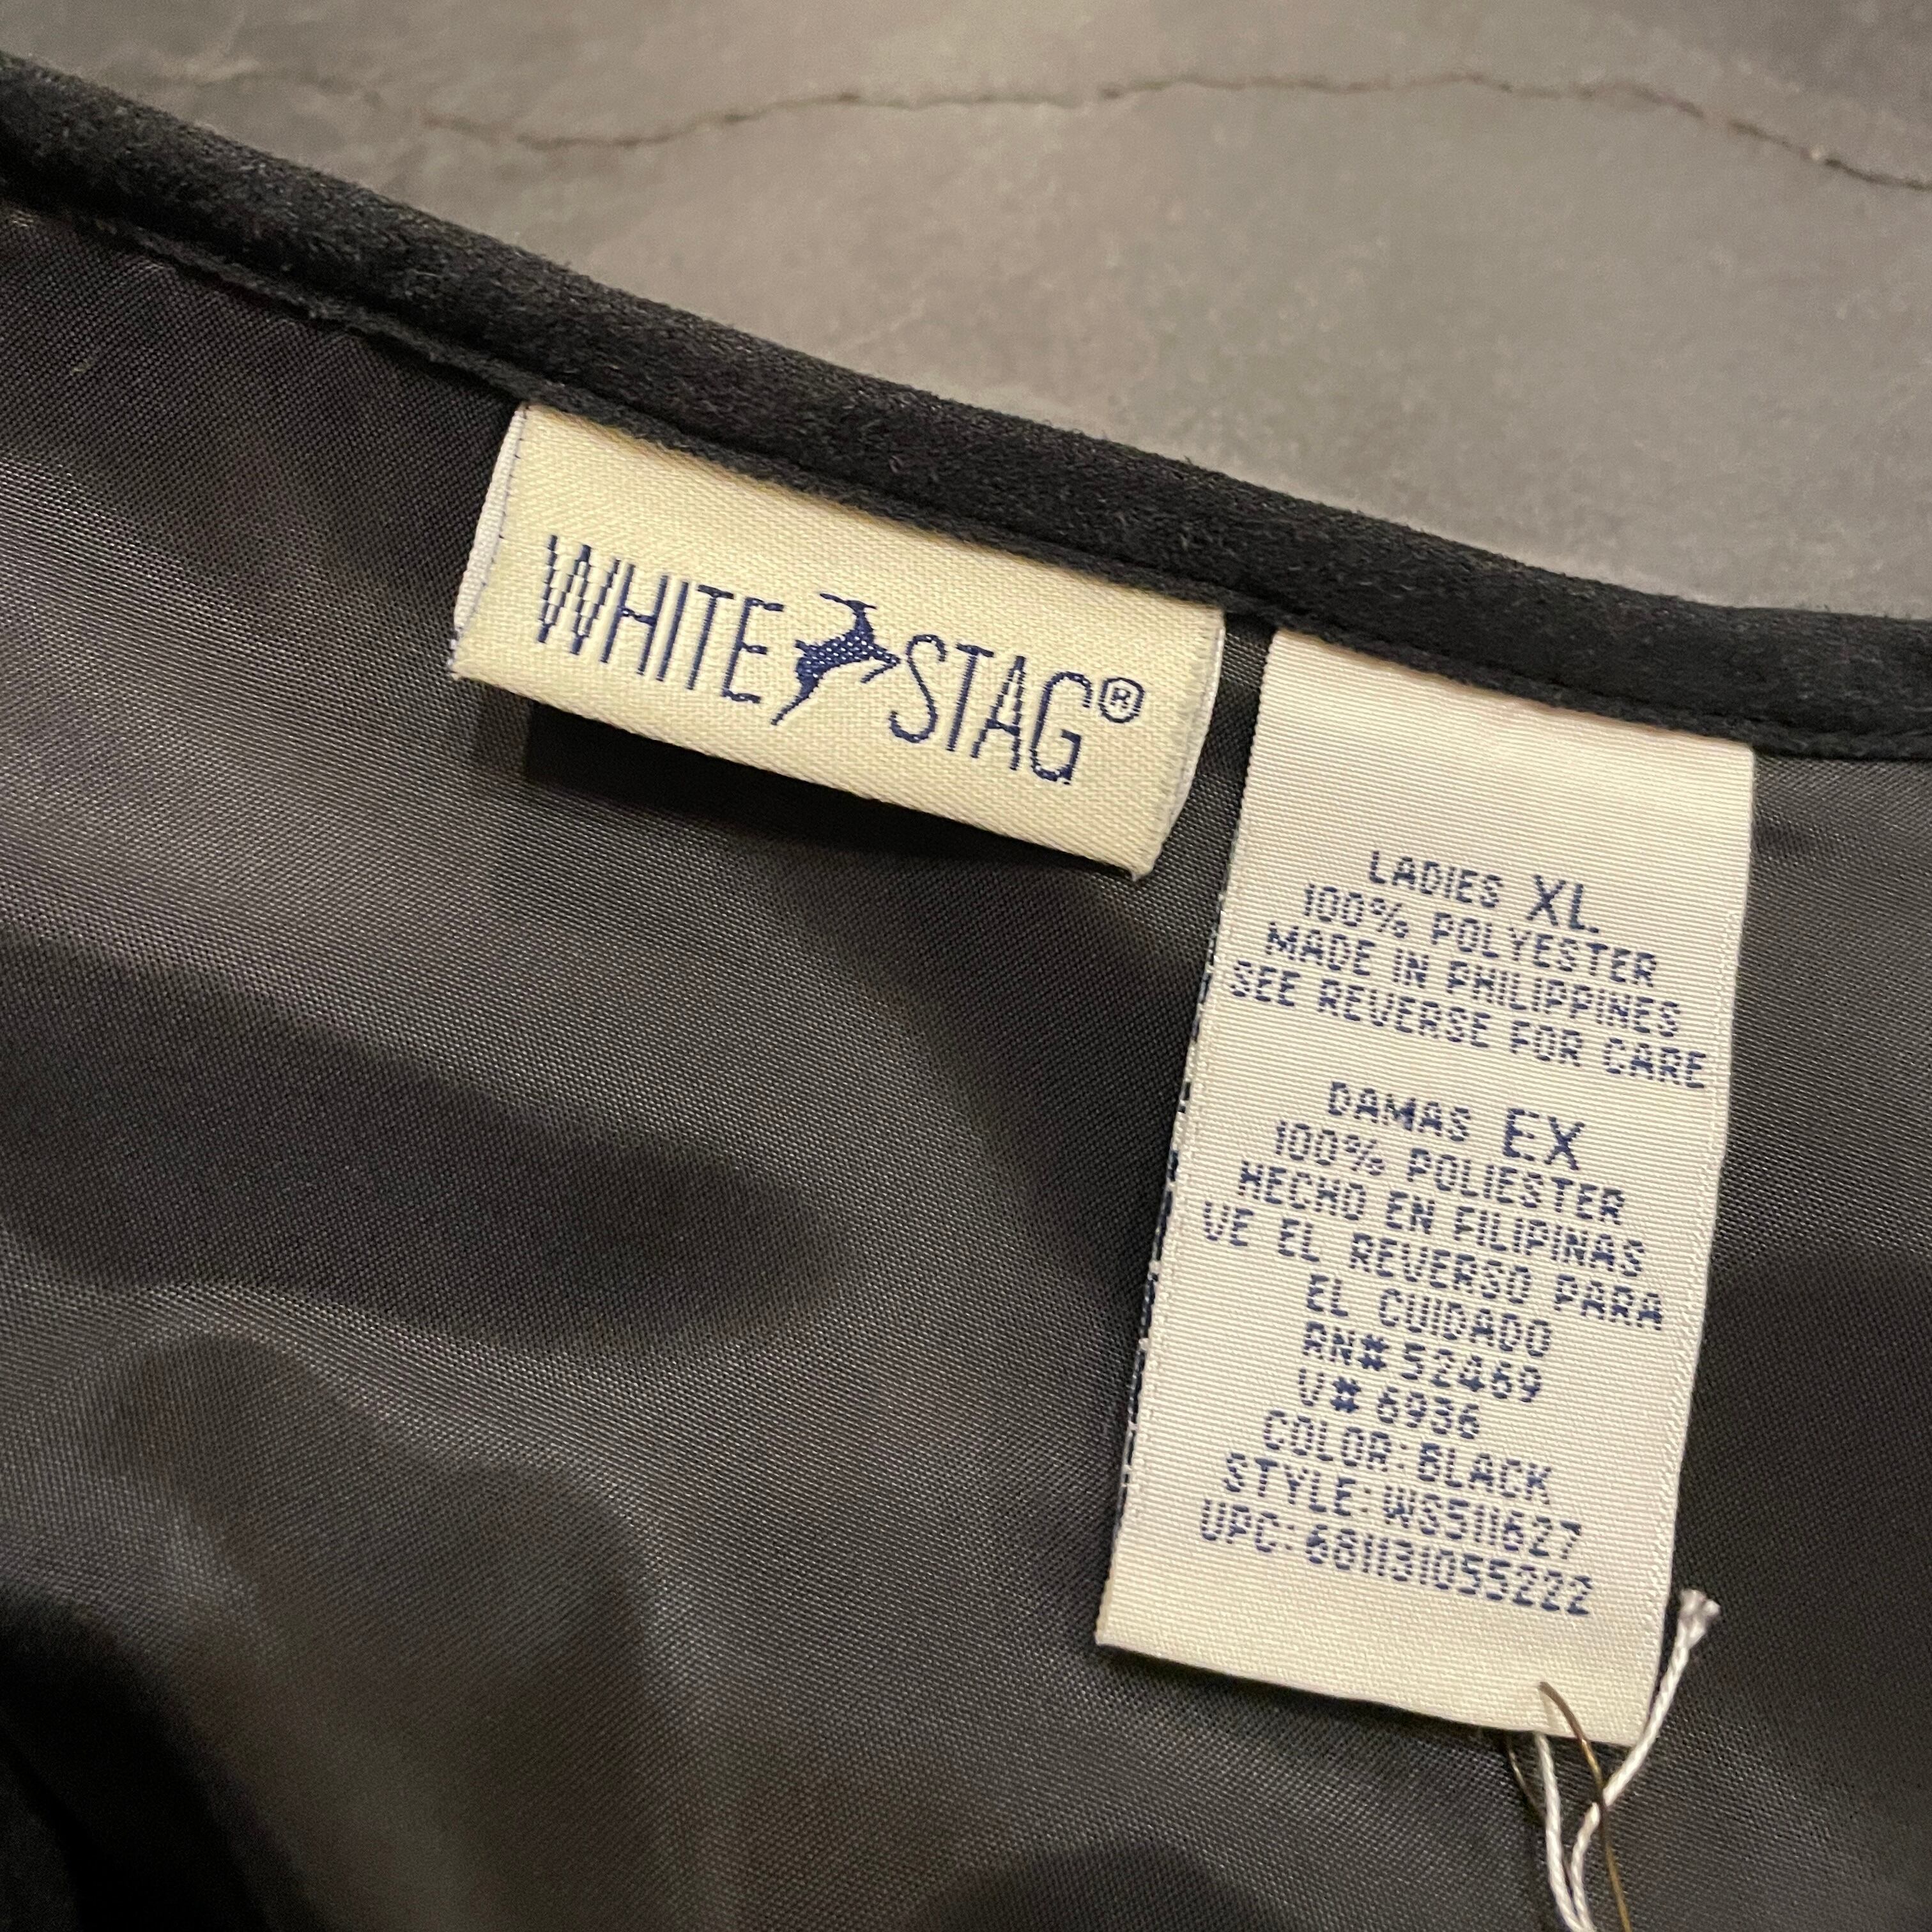 WHITE STAG®
LADIES XL
100% POLYESTER
MADE IN PHILIPPINES
SEE REVERSE FOR CARE
DAMAS EX
100% POLIESTER
HECHO EN FILIPINAS
VE EL REVERSO PARA
EL CUIDADO
RN# 52469
V# 6936
COLOR: BLACK
STYLE: WS511627
UPC: 681131055222